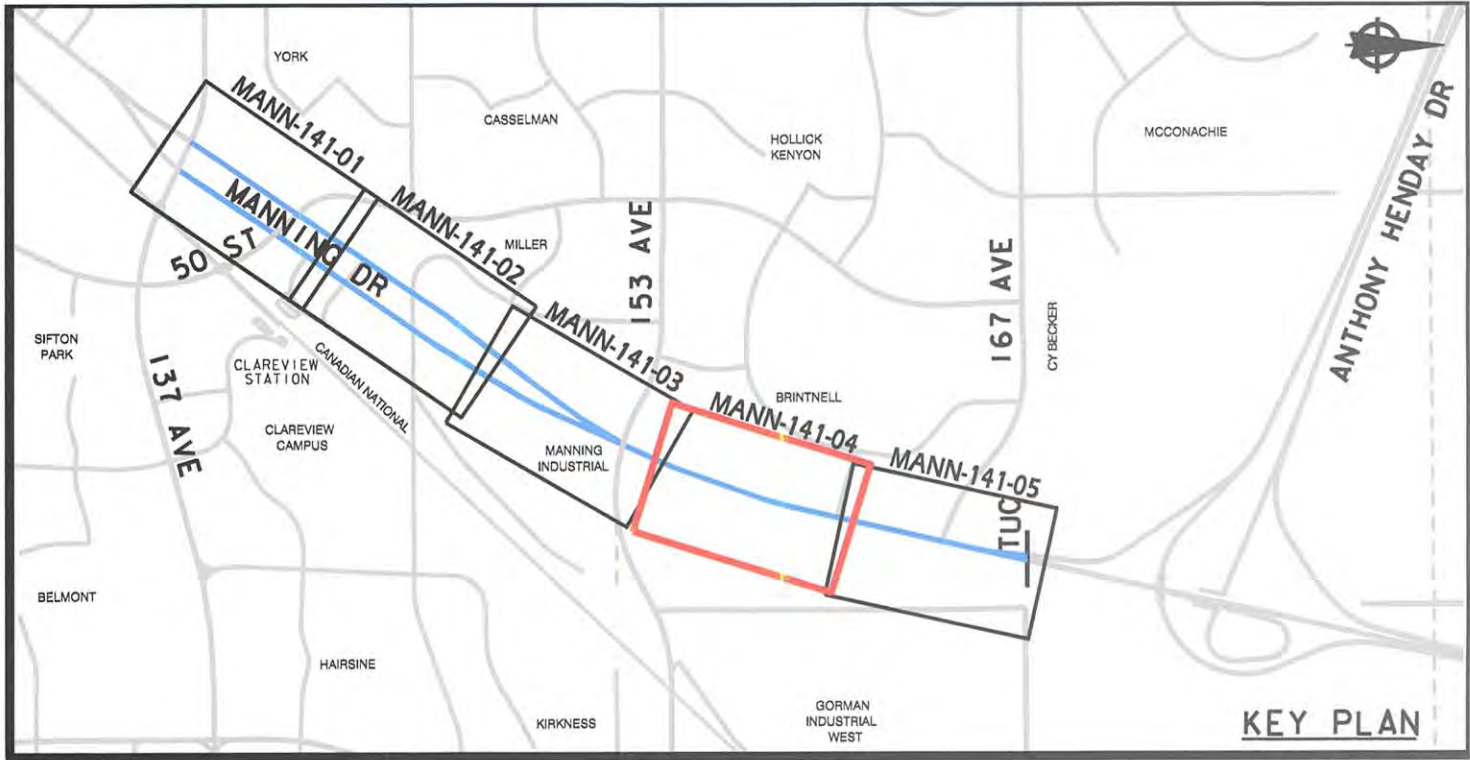 YORK
MANN-141-01
CASSELMAN
HOLLICK
KENYON
MCCONACHIE
ANTHONY HENDAY DR
MANN-141-02
MANNING DR
50 ST
MILLER
153 AVE
167 AVE
CY BECKER
SIFTON
PARK
137 AVE
CLAREVIEW
STATION
CANADIAN NATIONAL
MANN-141-03
CLAREVIEW
CAMPUS
MANNING
INDUSTRIAL
BRINTNELL
MANN-141-04
MANN-141-05
TUC
BELMONT
HAIRSINE
KIRKNESS
GORMAN
INDUSTRIAL
WEST
KEY PLAN